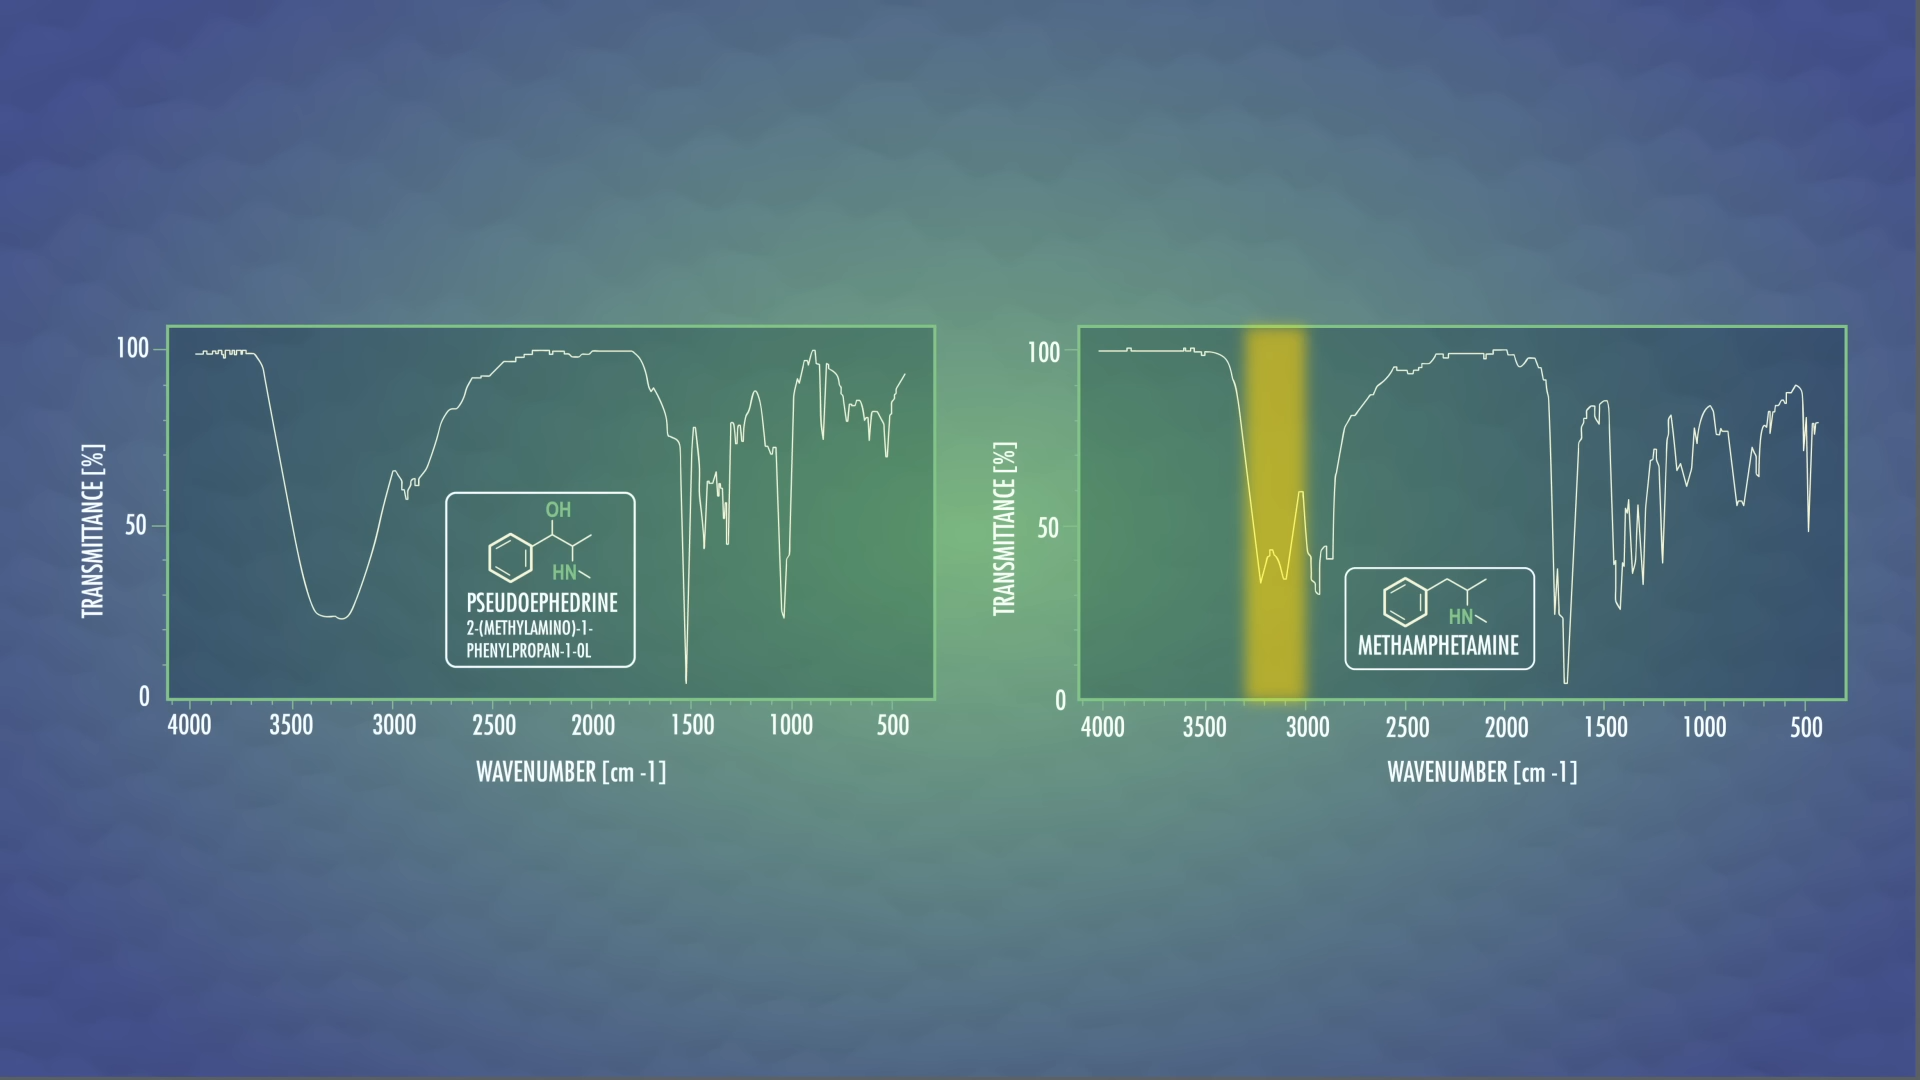 100
50
0
TRANSMITTANCE [%]
OH
HN
PSEUDOEPHEDRINE
2-(METHYLAMINO)-1-
PHENYLPROPAN-1-OL
4000 3500 3000 2500 2000 1500 1000 500
WAVENUMBER [cm -1]
100
50
0
TRANSMITTANCE [%]
HN
METHAMPHETAMINE
4000 3500 3000 2500 2000 1500 1000 500
WAVENUMBER [cm -1]